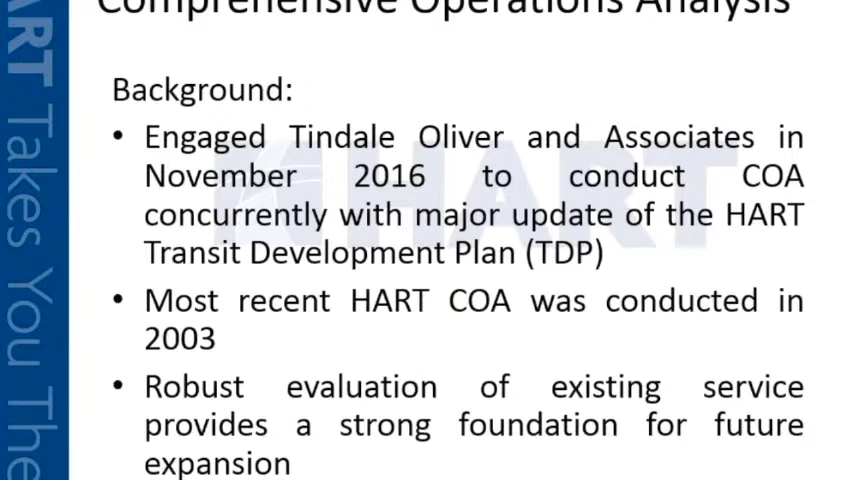 Comprehensive Operations Analysis
Background:
• Engaged Tindale Oliver and Associates in
November 2016 to conduct COA
concurrently with major update of the HART
Transit Development Plan (TDP)
• Most recent HART COA was conducted in
2003
• Robust evaluation of existing service
provides a strong foundation for future
expansion
HART
ART Takes You The